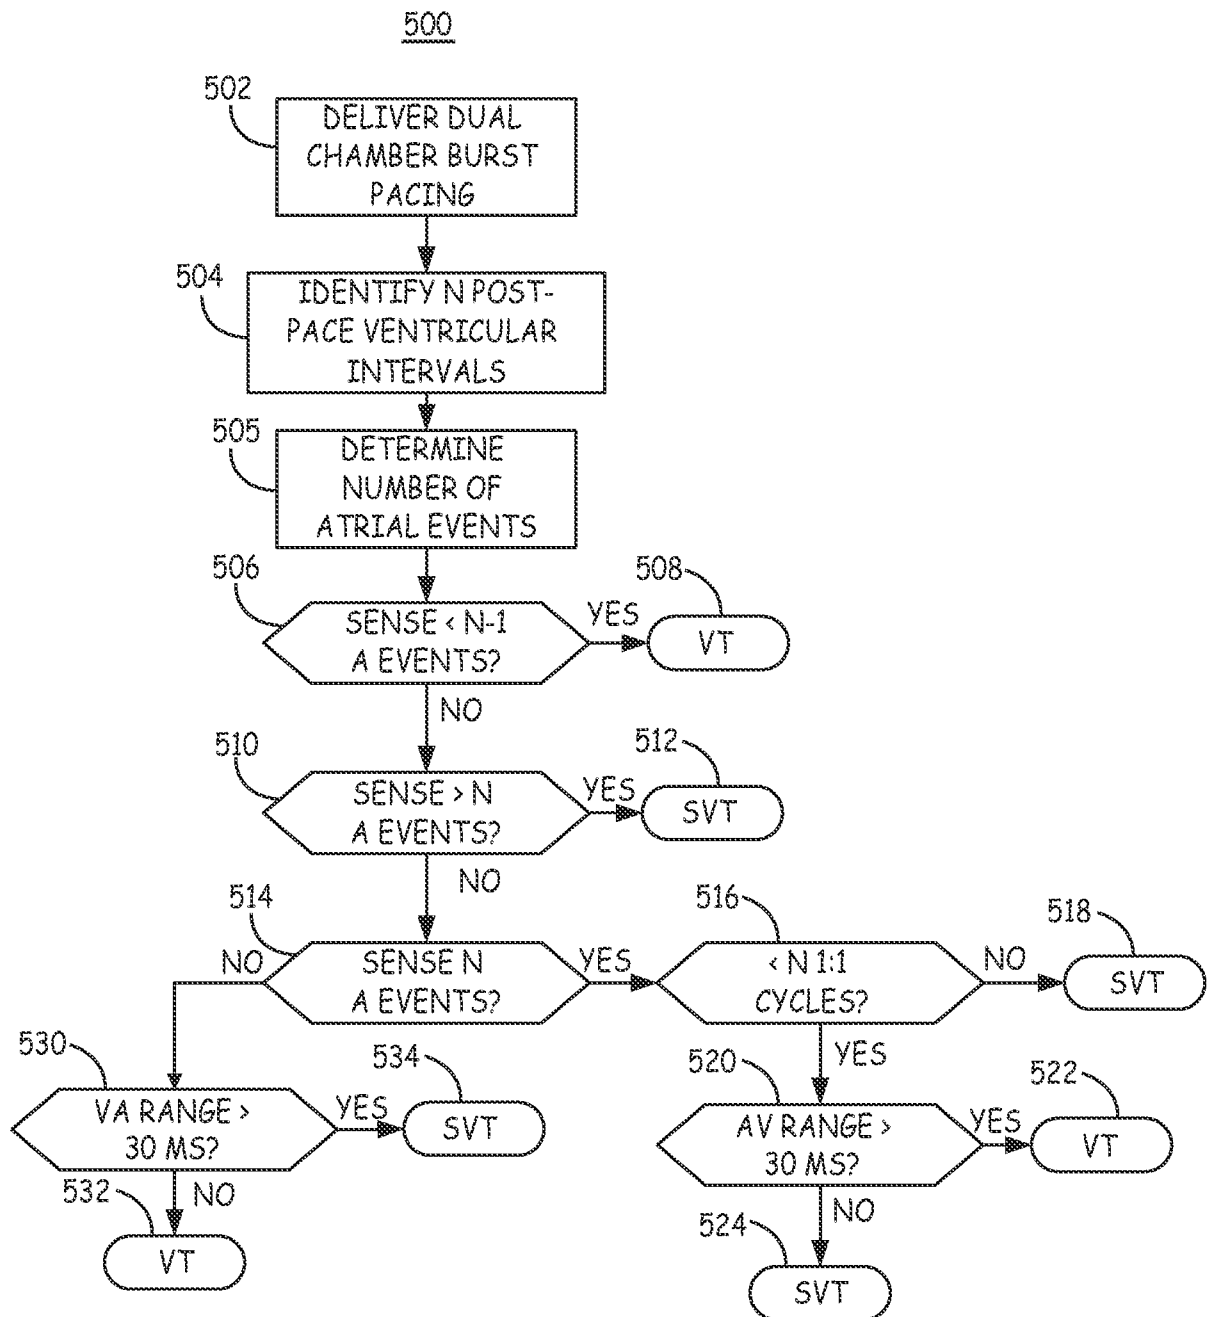 500
502
DELIVER DUAL
CHAMBER BURST
PACING
504
IDENTIFY N POST-
PACE VENTRICULAR
INTERVALS
505
DETERMINE
NUMBER OF
ATRIAL EVENTS
506
SENSE < N-1
A EVENTS?
YES
508
VT
NO
510
SENSE > N
A EVENTS?
YES
512
SVT
NO
514
SENSE N
A EVENTS?
NO
YES
516
< N 1:1
CYCLES?
NO
518
SVT
YES
530
VA RANGE >
30 MS?
YES
534
SVT
NO
532
VT
520
AV RANGE >
30 MS?
YES
522
VT
NO
524
SVT